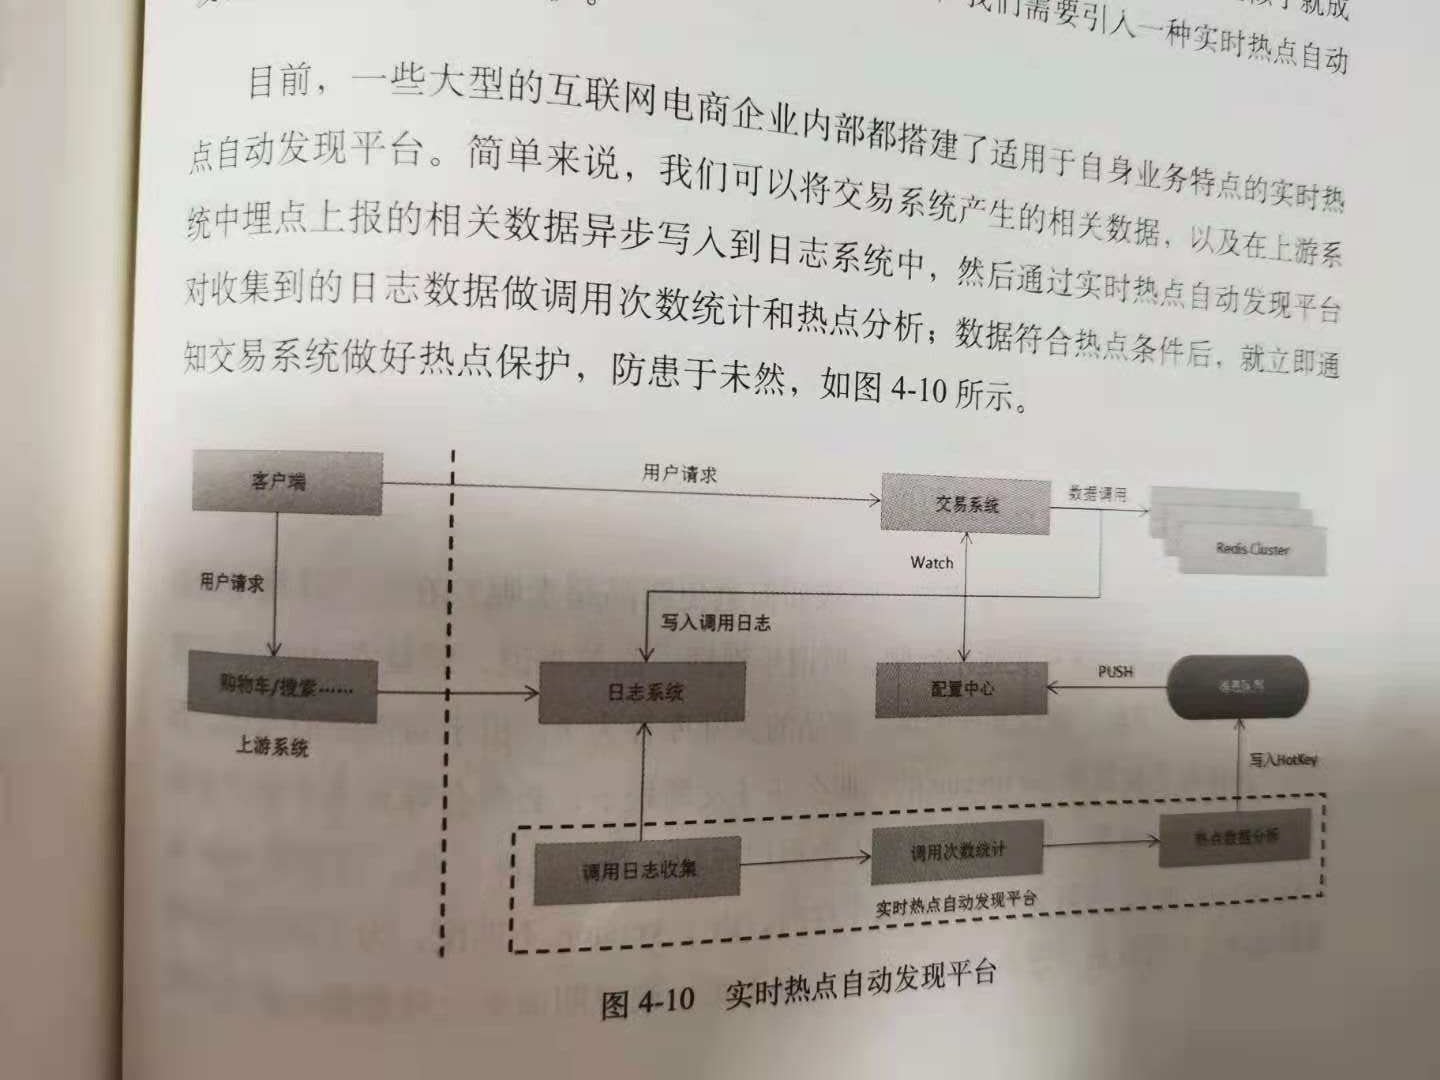 就成
我们需要引入一种实时热点自动
目前，一些大型的互联网电商企业内部都搭建了适用于自身业务特点的实时热
点自动发现平台。简单来说，我们可以将交易系统产生的相关数据，以及在上游系
统中埋点上报的相关数据异步写入到日志系统中，然后通过实时热点自动发现平台
对收集到的日志数据做调用次数统计和热点分析；数据符合热点条件后，就立即通
知交易系统做好热点保护，防患于未然，如图 4-10 所示。
客户端
用户请求
交易系统
数据调用
Redis Cluster
用户请求
Watch
写入调用日志
购物车/搜索……
日志系统
配置中心
PUSH
上游系统
写入HotKey
调用日志收集
调用次数统计
热点数据分析
实时热点自动发现平台
图 4-10 实时热点自动发现平台